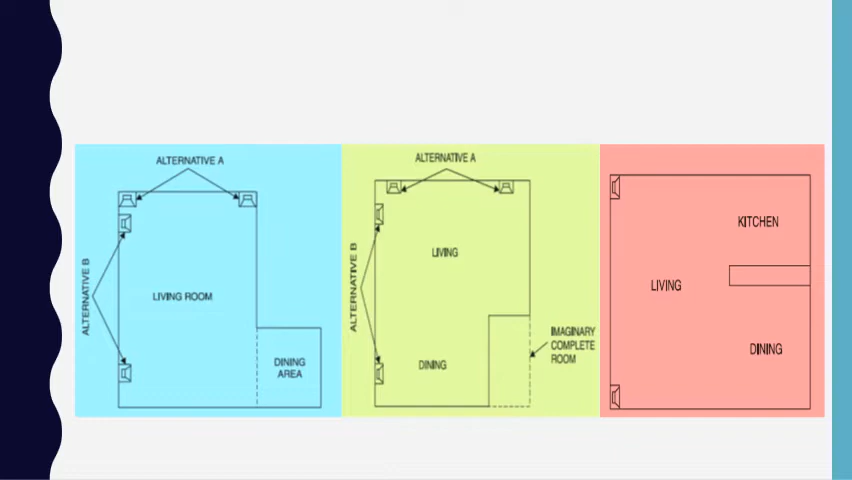 ALTERNATIVE A
ALTERNATIVE B
LIVING ROOM
DINING
AREA
ALTERNATIVE A
ALTERNATIVE B
LIVING
DINING
IMAGINARY
COMPLETE
ROOM
KITCHEN
LIVING
DINING